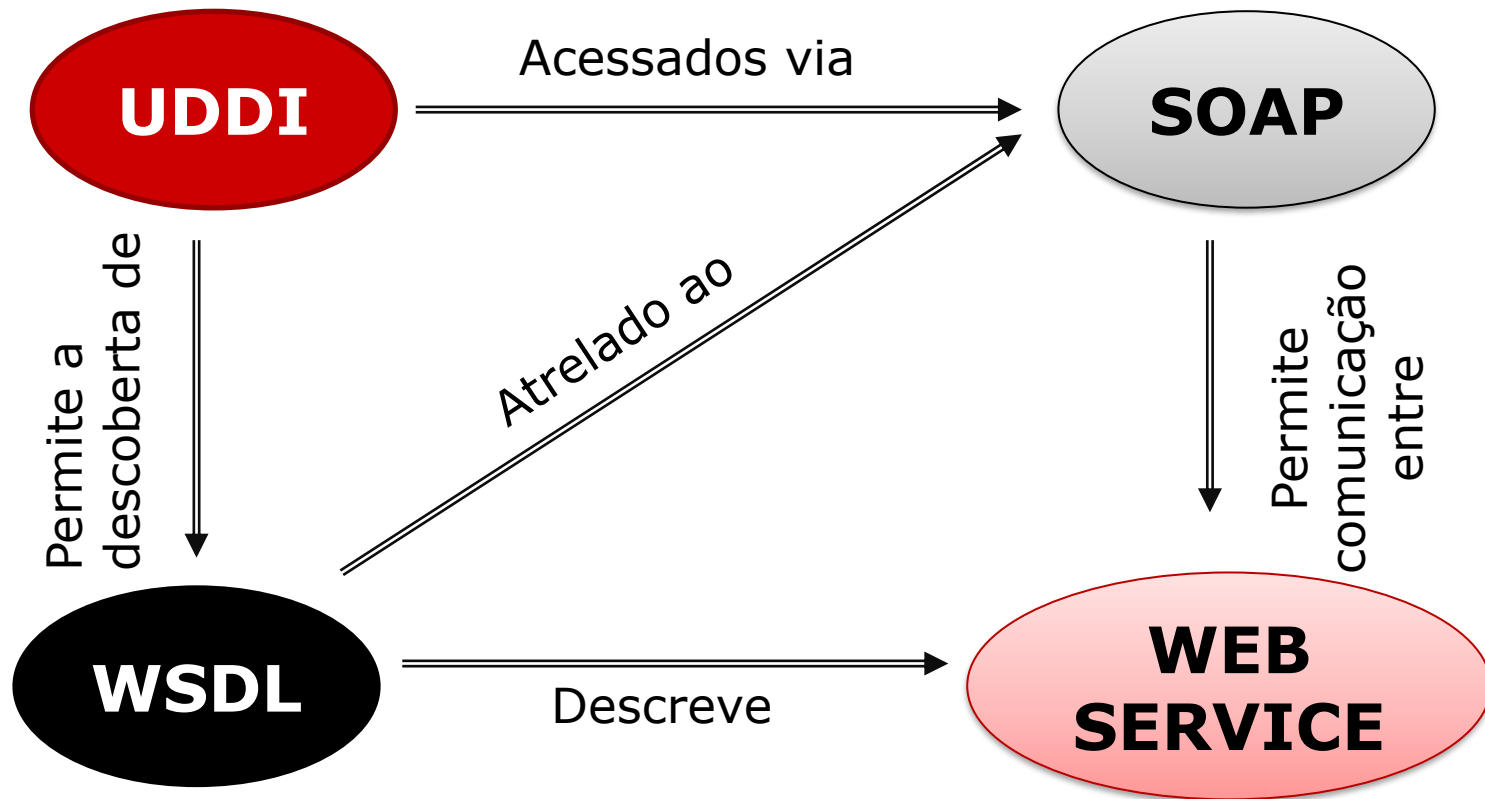 Acessados via
UDDI
SOAP
Permite a
descoberta de
Atrelado ao
Permite
comunicação
entre
WSDL
Descreve
WEB
SERVICE